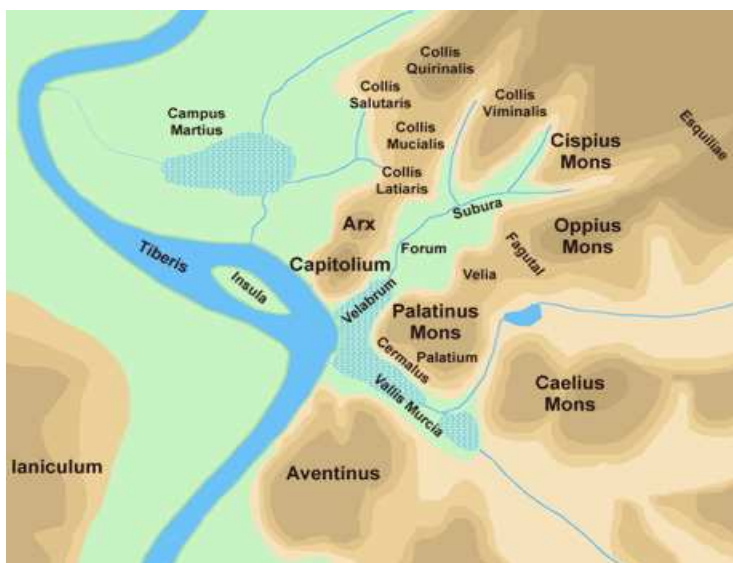 Collis
Quirinalis
Collis
Salutaris
Collis
Viminalis
Campus
Martius
Collis
Mucialis
Cispius
Mons
Esquiliae
Collis
Latiaris
Subura
Arx
Oppius
Mons
Fagutal
Tiberis
Forum
Capitolium
Velia
Insula
Velabrum
Palatinus
Mons
Cermalus
Palatium
Caelius
Mons
Vallis Murcia
Ianiculum
Aventinus